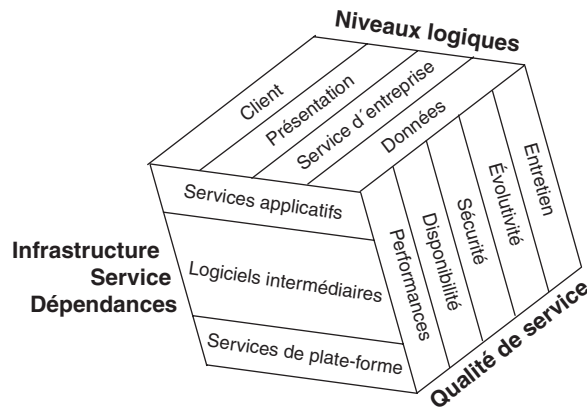 Niveaux logiques
Client
Présentation
Service d´entreprise
Données
Services applicatifs
Logiciels intermédiaires
Services de plate-forme
Infrastructure
Service
Dépendances
Performances
Disponibilité
Sécurité
Évolutivité
Entretien
Qualité de service